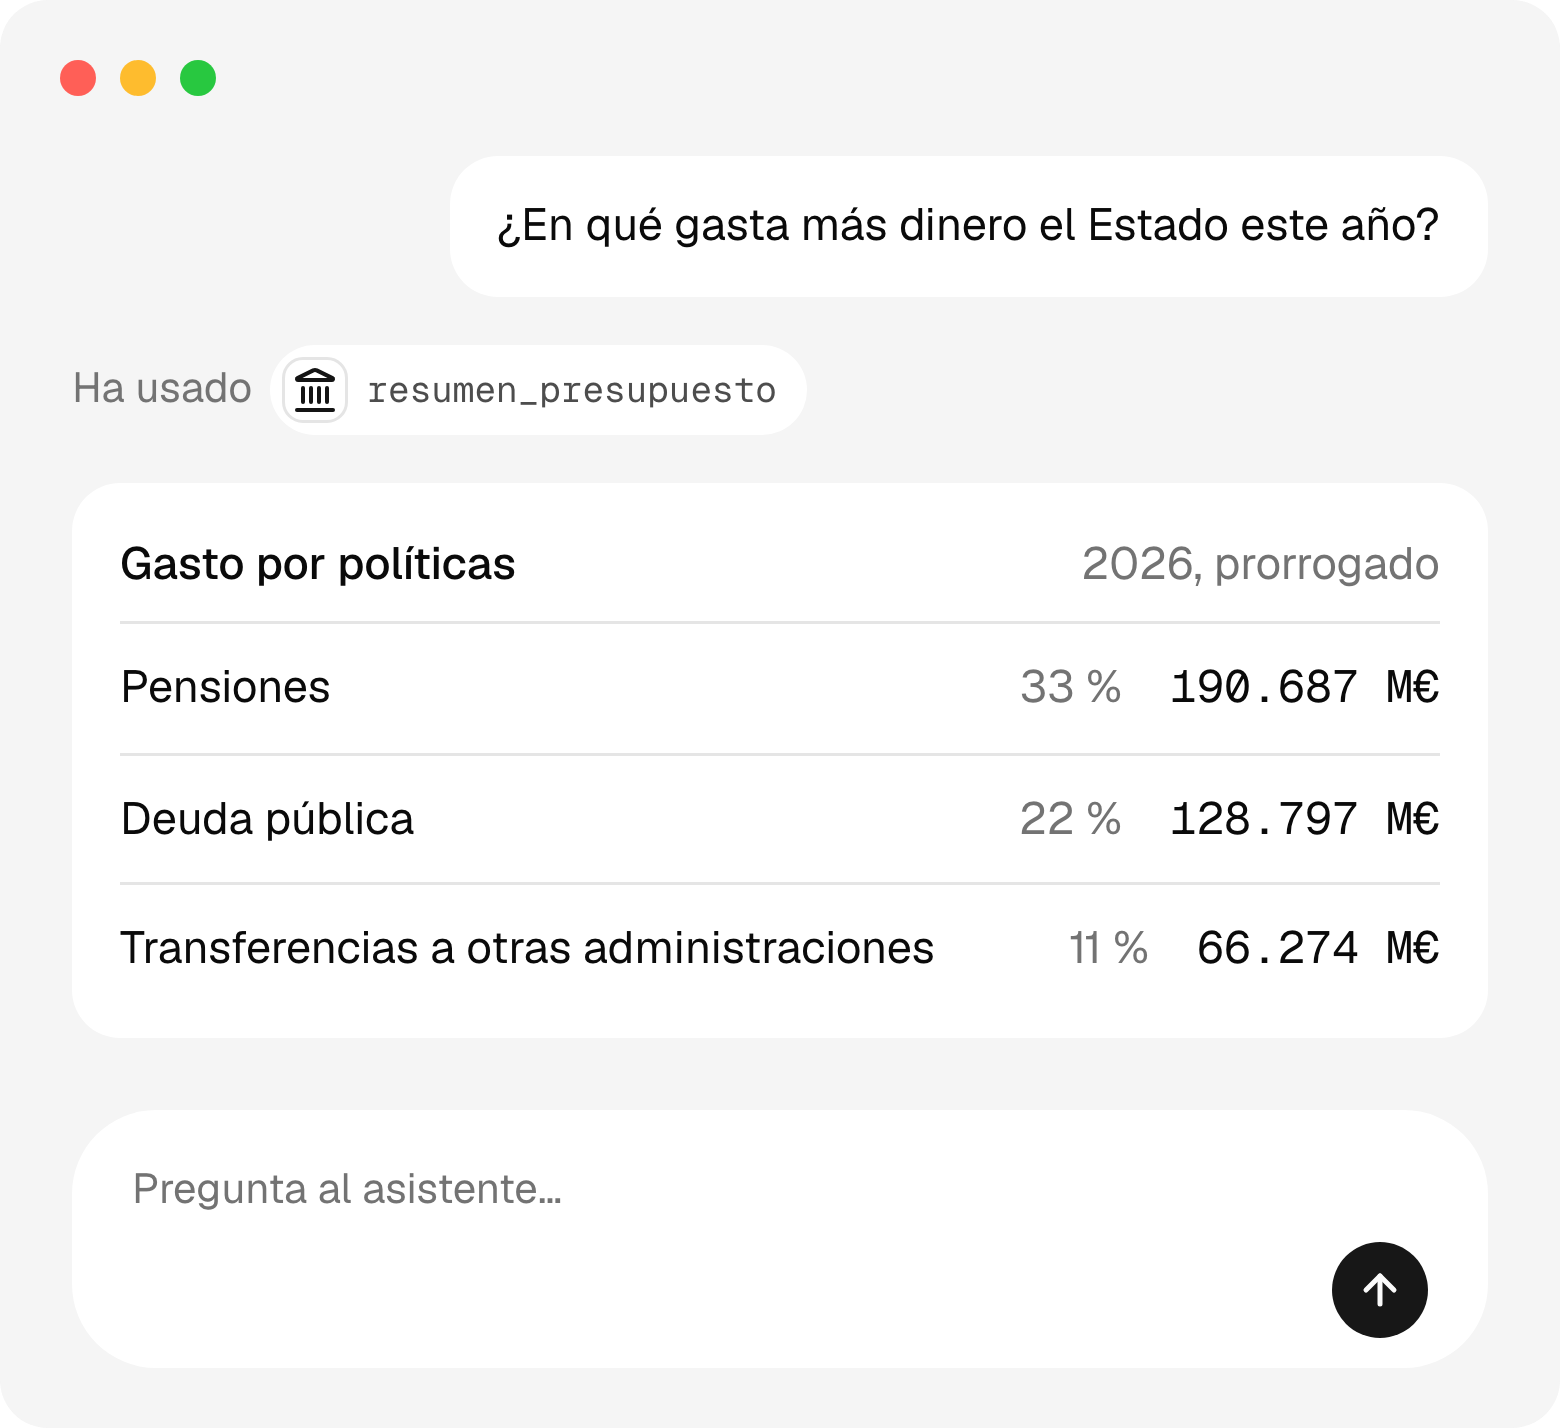 ¿En qué gasta más dinero el Estado este año?
Ha usado resumen_presupuesto
Gasto por políticas 2026, prorrogado
Pensiones 33 % 190.687 M€
Deuda pública 22 % 128.797 M€
Transferencias a otras administraciones 11 % 66.274 M€
Pregunta al asistente…